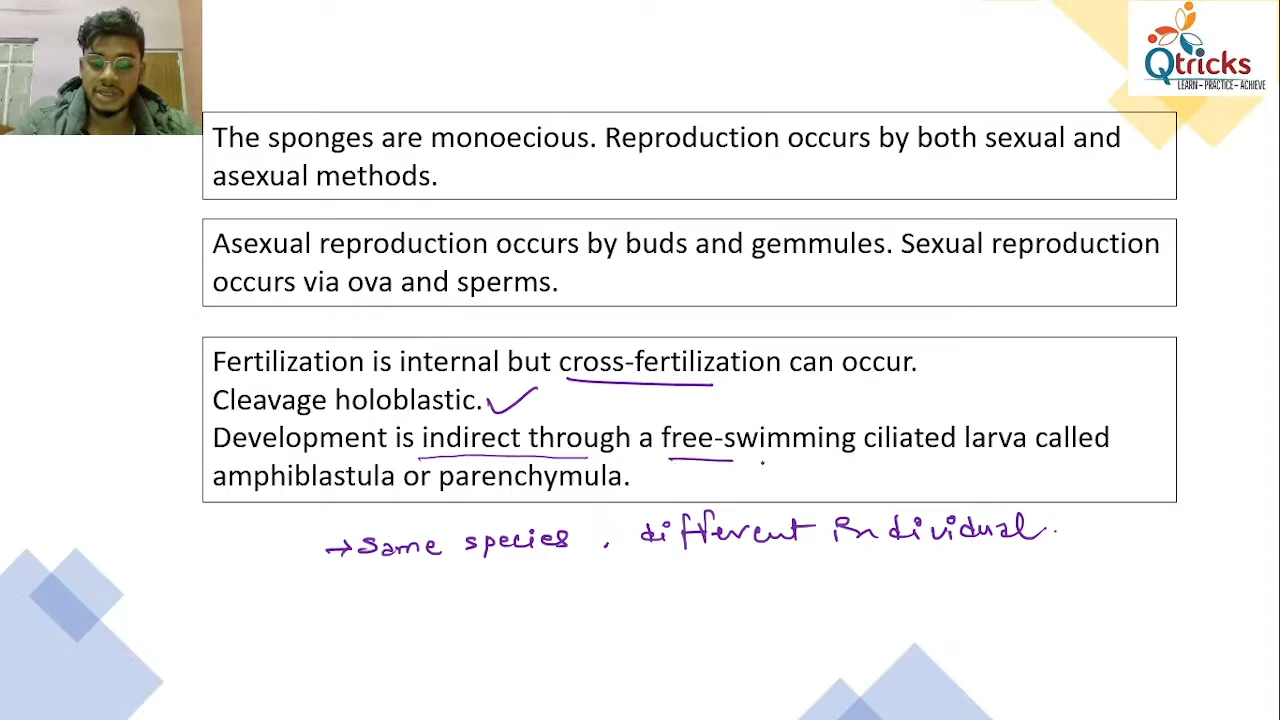 Qtricks
LEARN – PRACTICE – ACHIEVE
The sponges are monoecious. Reproduction occurs by both sexual and
asexual methods.
Asexual reproduction occurs by buds and gemmules. Sexual reproduction
occurs via ova and sperms.
Fertilization is internal but cross-fertilization can occur.
Cleavage holoblastic.
Development is indirect through a free-swimming ciliated larva called
amphiblastula or parenchymula.
→ same species, different individual.